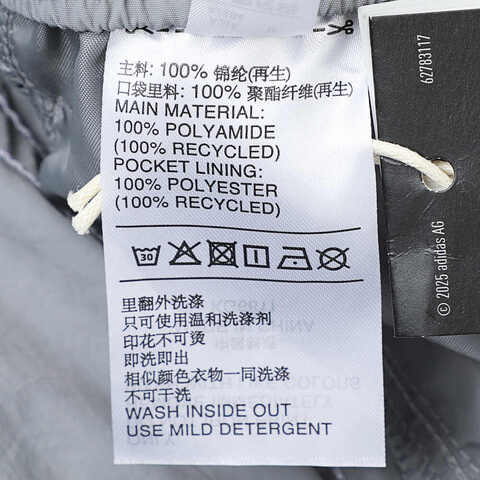 主料: 100% 锦纶(再生)
口袋里料: 100% 聚酯纤维(再生)
MAIN MATERIAL:
100% POLYAMIDE
(100% RECYCLED)
POCKET LINING:
100% POLYESTER
(100% RECYCLED)
30
里翻外洗涤
只可使用温和洗涤剂
印花不可烫
即洗即出
相似颜色衣物一同洗涤
不可干洗
WASH INSIDE OUT
USE MILD DETERGENT
62783117
© 2025 adidas AG